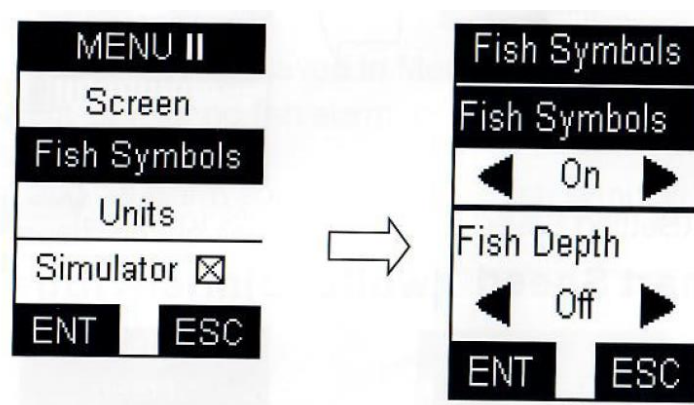 MENU II
Screen
Fish Symbols
Units
Simulator ☒
ENT ESC
Fish Symbols
Fish Symbols
◀ On ▶
Fish Depth
◀ Off ▶
ENT ESC